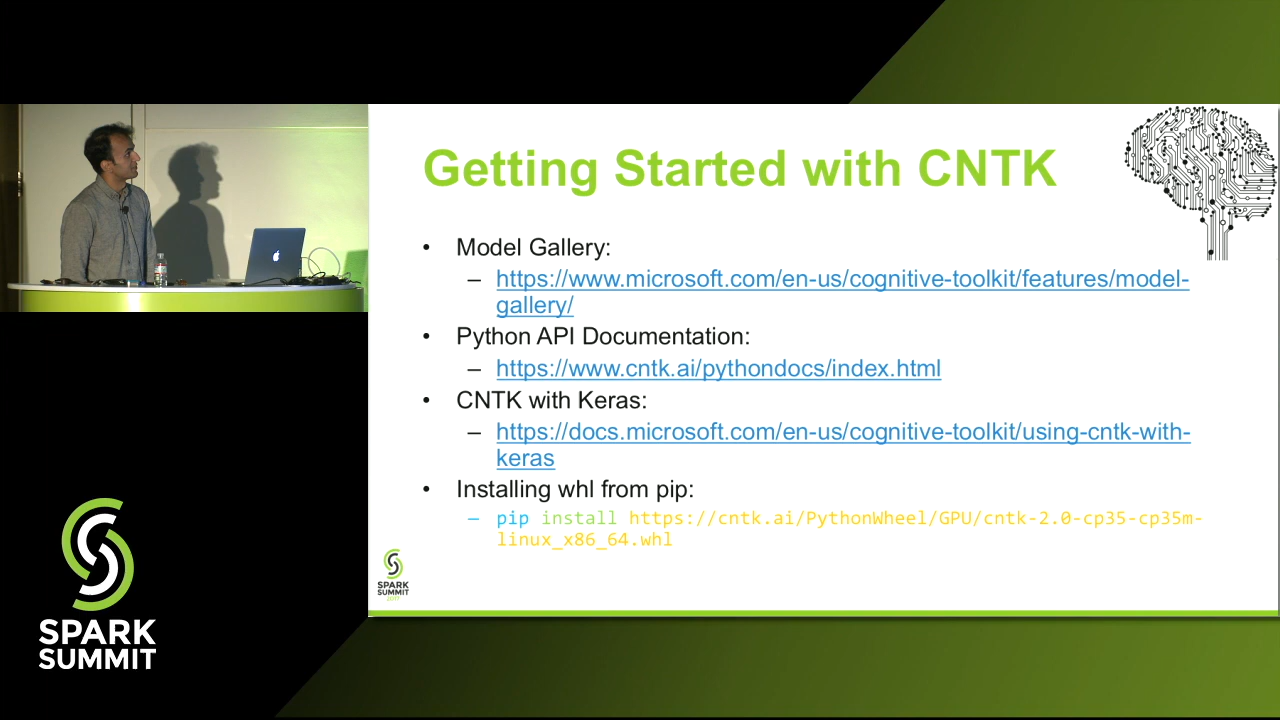 Getting Started with CNTK
• Model Gallery:
– https://www.microsoft.com/en-us/cognitive-toolkit/features/model-
gallery/
• Python API Documentation:
– https://www.cntk.ai/pythondocs/index.html
• CNTK with Keras:
– https://docs.microsoft.com/en-us/cognitive-toolkit/using-cntk-with-
keras
• Installing whl from pip:
– pip install https://cntk.ai/PythonWheel/GPU/cntk-2.0-cp35-cp35m-
linux_x86_64.whl
SPARK
SUMMIT
2017
SPARK
SUMMIT